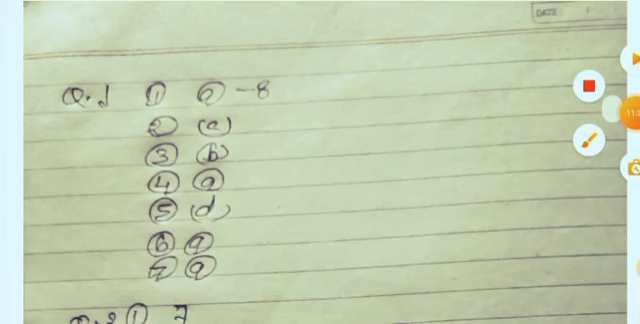 DATE:
Q.1 ① ⓐ - 8
② (c)
③ (b)
④ ⓐ
⑤ (d)
⑥ ⓐ
⑦ ⓐ
Q.2 ① 7